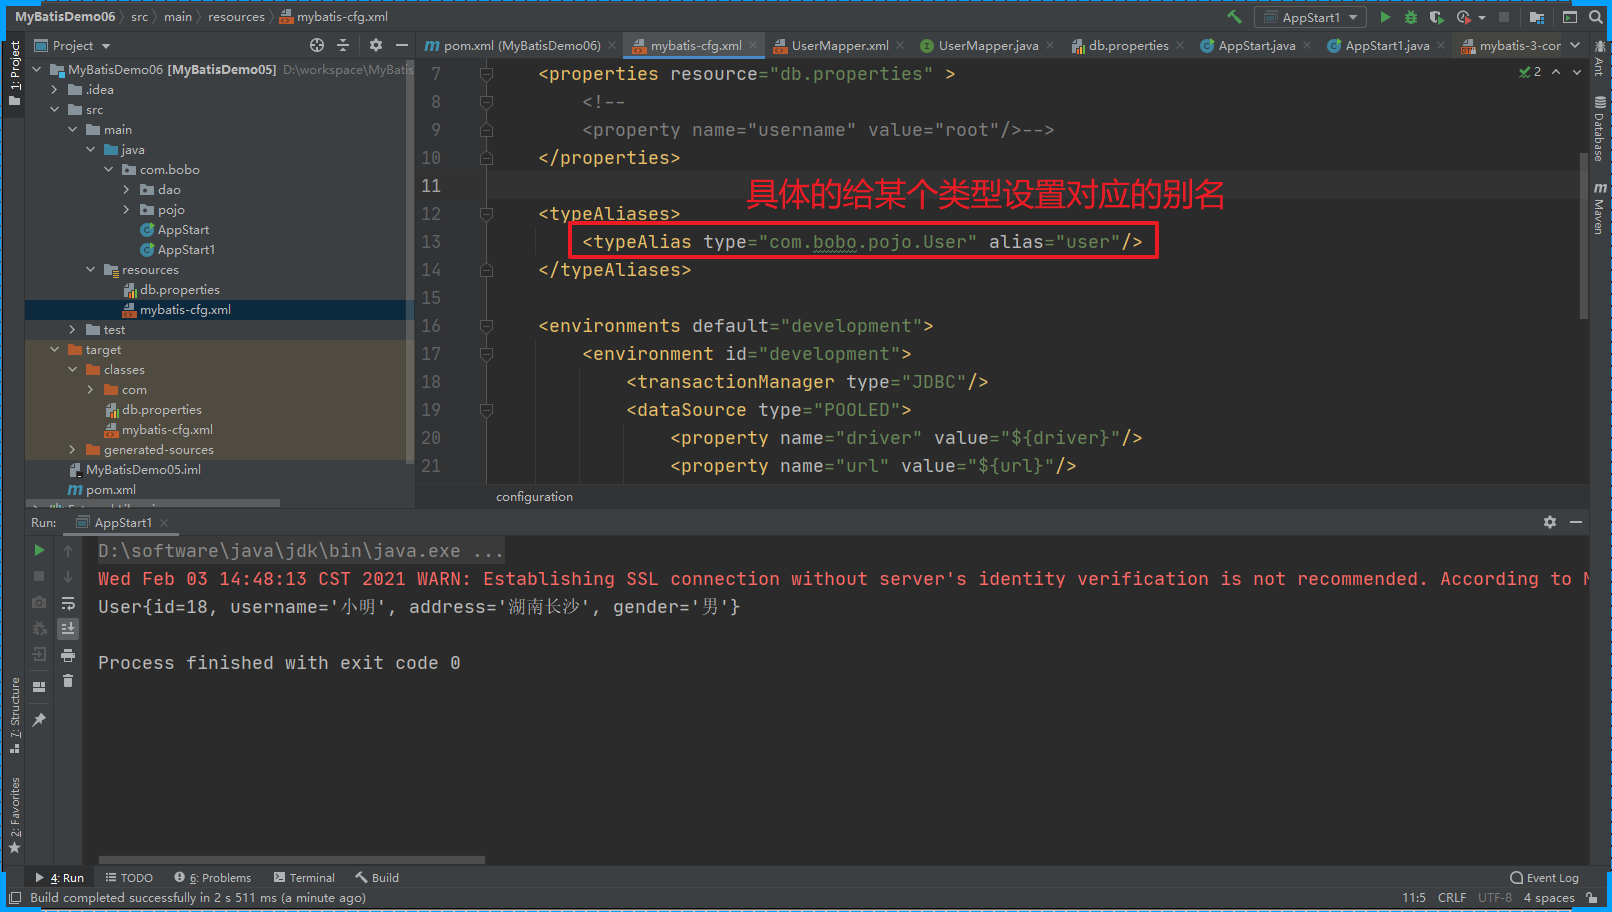 MyBatisDemo06 src main resources mybatis-cfg.xml
AppStart1
Project
pom.xml (MyBatisDemo06) mybatis-cfg.xml UserMapper.xml UserMapper.java db.properties AppStart.java AppStart1.java mybatis-3-cor
1: Project
MyBatisDemo06 [MyBatisDemo05] D:\workspace\MyBatis
.idea
src
main
java
com.bobo
dao
pojo
AppStart
AppStart1
resources
db.properties
mybatis-cfg.xml
test
target
classes
com
db.properties
mybatis-cfg.xml
generated-sources
MyBatisDemo05.iml
pom.xml
2
7 <properties resource="db.properties" >
8 <!--
9 <property name="username" value="root"/>-->
10 </properties>
11
具体的给某个类型设置对应的别名
12 <typeAliases>
13 <typeAlias type="com.bobo.pojo.User" alias="user"/>
14 </typeAliases>
15
16 <environments default="development">
17 <environment id="development">
18 <transactionManager type="JDBC"/>
19 <dataSource type="POOLED">
20 <property name="driver" value="${driver}"/>
21 <property name="url" value="${url}"/>
configuration
Ant
Database
Maven
Run: AppStart1
D:\software\java\jdk\bin\java.exe ...
Wed Feb 03 14:48:13 CST 2021 WARN: Establishing SSL connection without server's identity verification is not recommended. According to
User{id=18, username='小明', address='湖南长沙', gender='男'}
Process finished with exit code 0
7: Structure
2: Favorites
4: Run TODO 6: Problems Terminal Build Event Log
Build completed successfully in 2 s 511 ms (a minute ago) 11:5 CRLF UTF-8 4 spaces